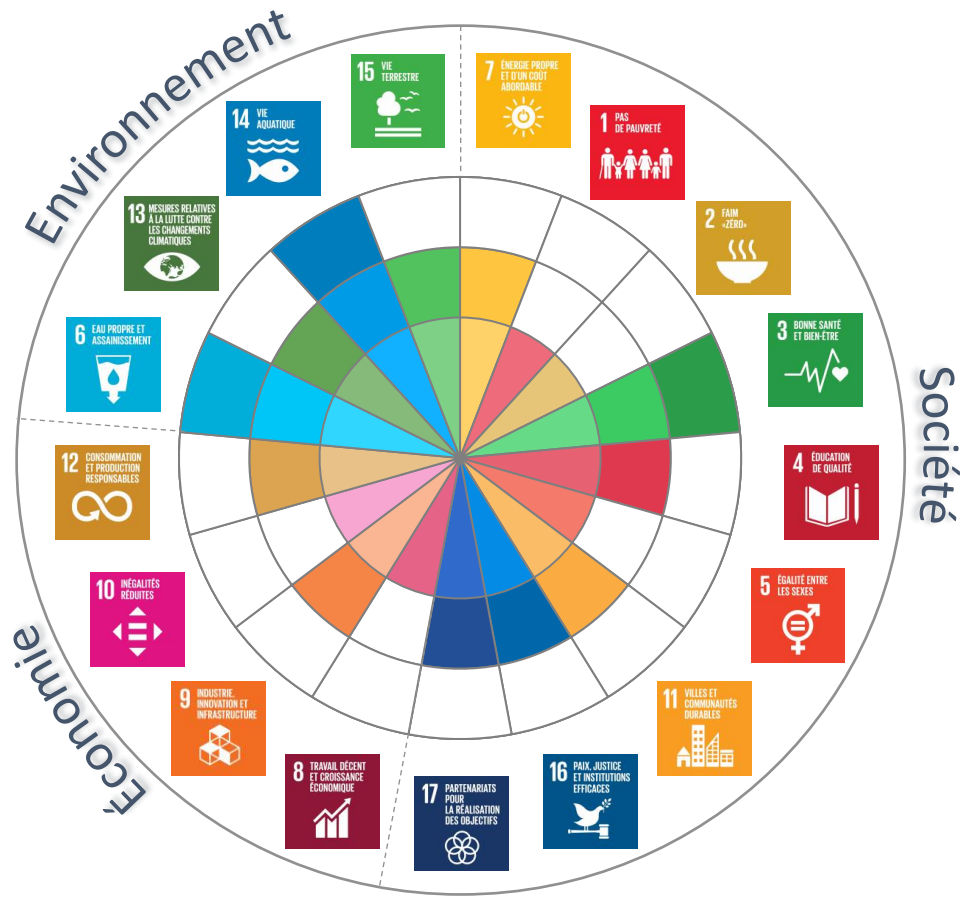 Environnement
15 VIE
TERRESTRE
7 ÉNERGIE PROPRE
ET D'UN COÛT
ABORDABLE
14 VIE
AQUATIQUE
1 PAS
DE PAUVRETÉ
13 MESURES RELATIVES
À LA LUTTE CONTRE
LES CHANGEMENTS
CLIMATIQUES
2 FAIM
«ZÉRO»
6 EAU PROPRE ET
ASSAINISSEMENT
3 BONNE SANTÉ
ET BIEN-ÊTRE
Société
12 CONSOMMATION
ET PRODUCTION
RESPONSABLES
4 ÉDUCATION
DE QUALITÉ
10 INÉGALITÉS
RÉDUITES
5 ÉGALITÉ ENTRE
LES SEXES
Économie
9 INDUSTRIE,
INNOVATION ET
INFRASTRUCTURE
11 VILLES ET
COMMUNAUTÉS
DURABLES
8 TRAVAIL DÉCENT
ET CROISSANCE
ÉCONOMIQUE
17 PARTENARIATS
POUR
LA RÉALISATION
DES OBJECTIFS
16 PAIX, JUSTICE
ET INSTITUTIONS
EFFICACES